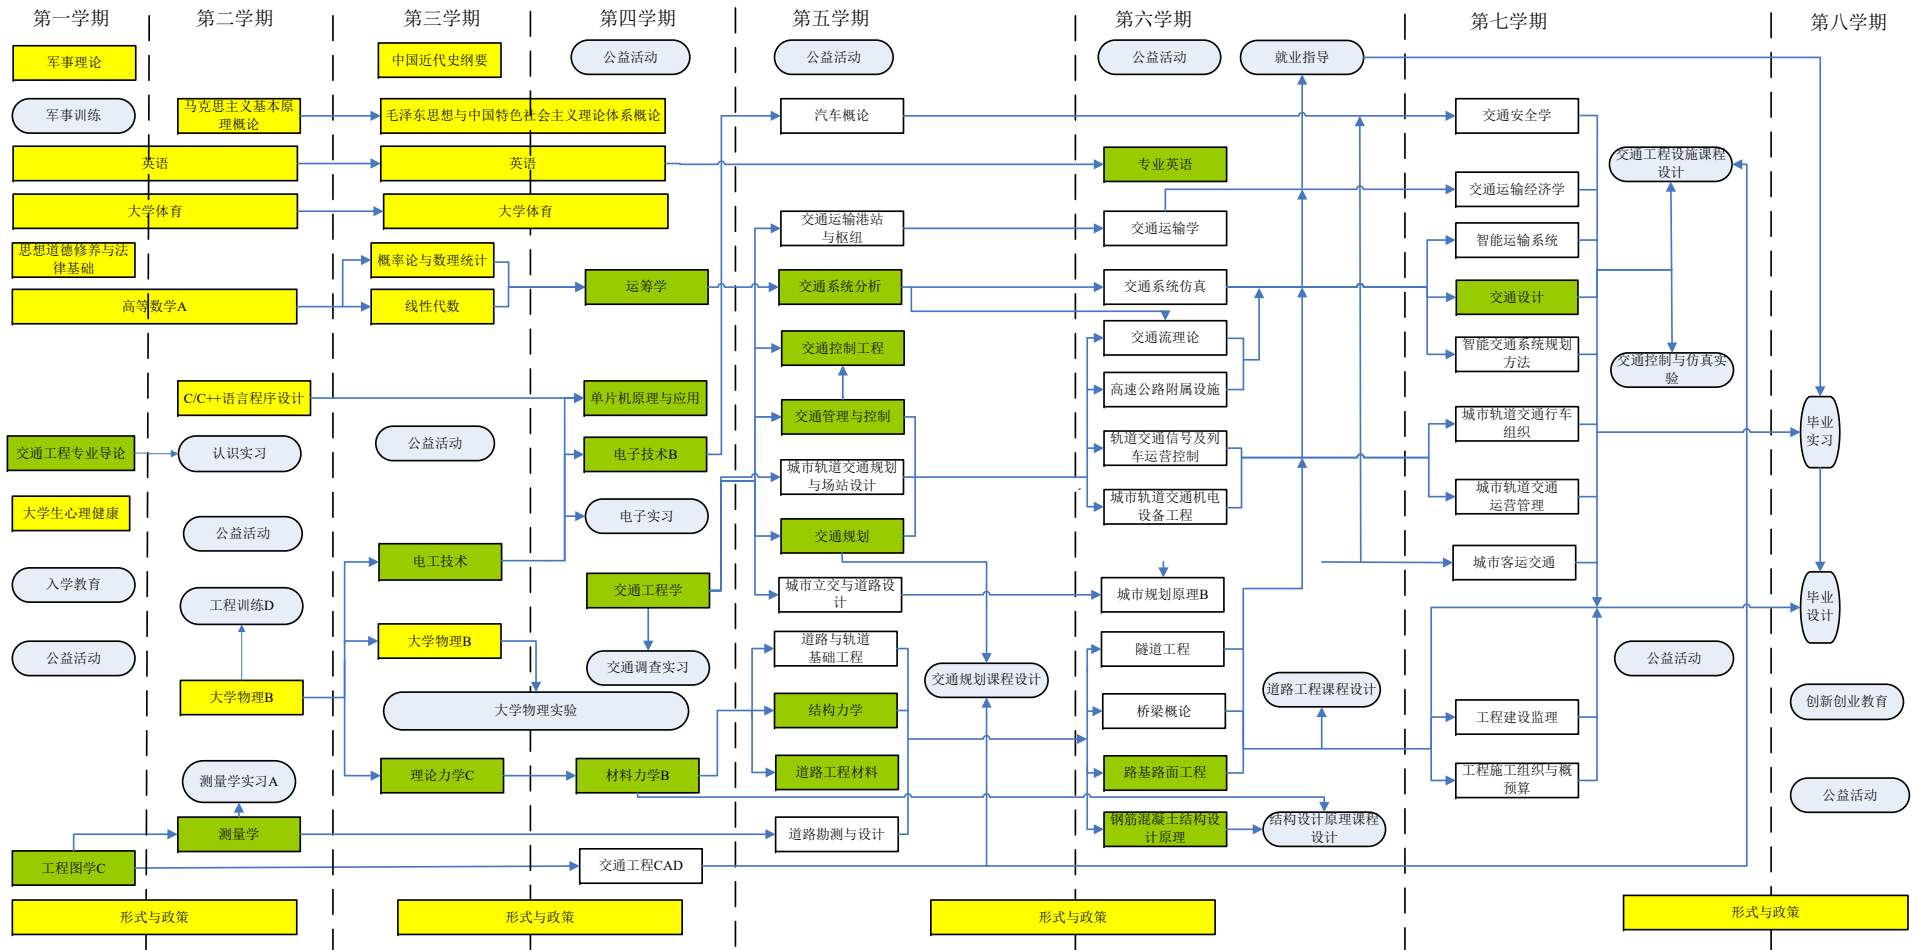 第一学期
第二学期
第三学期
第四学期
第五学期
第六学期
第七学期
第八学期
军事理论
军事训练
英语
大学体育
思想道德修养与法
律基础
高等数学A
交通工程专业导论
大学生心理健康
入学教育
公益活动
工程图学C
形式与政策
马克思主义基本原
理概论
C/C++语言程序设计
认识实习
公益活动
工程训练D
大学物理B
测量学实习A
测量学
中国近代史纲要
毛泽东思想与中国特色社会主义理论体系概论
英语
大学体育
概率论与数理统计
线性代数
公益活动
电工技术
大学物理B
大学物理实验
理论力学C
形式与政策
公益活动
运筹学
单片机原理与应用
电子技术B
电子实习
交通工程学
交通调查实习
材料力学B
交通工程CAD
公益活动
汽车概论
交通运输港站
与枢纽
交通系统分析
交通控制工程
交通管理与控制
城市轨道交通规划
与场站设计
交通规划
城市立交与道路设
计
道路与轨道
基础工程
结构力学
道路工程材料
道路勘测与设计
交通规划课程设计
形式与政策
公益活动
就业指导
专业英语
交通运输学
交通系统仿真
交通流理论
高速公路附属设施
轨道交通信号及列
车运营控制
城市轨道交通机电
设备工程
城市规划原理B
隧道工程
桥梁概论
路基路面工程
钢筋混凝土结构设
计原理
道路工程课程设计
结构设计原理课程
设计
交通安全学
交通运输经济学
智能运输系统
交通设计
智能交通系统规划
方法
城市轨道交通行车
组织
城市轨道交通
运营管理
城市客运交通
工程建设监理
工程施工组织与概
预算
交通工程设施课程
设计
交通控制与仿真实
验
公益活动
形式与政策
毕业
实习
毕业
设计
创新创业教育
公益活动